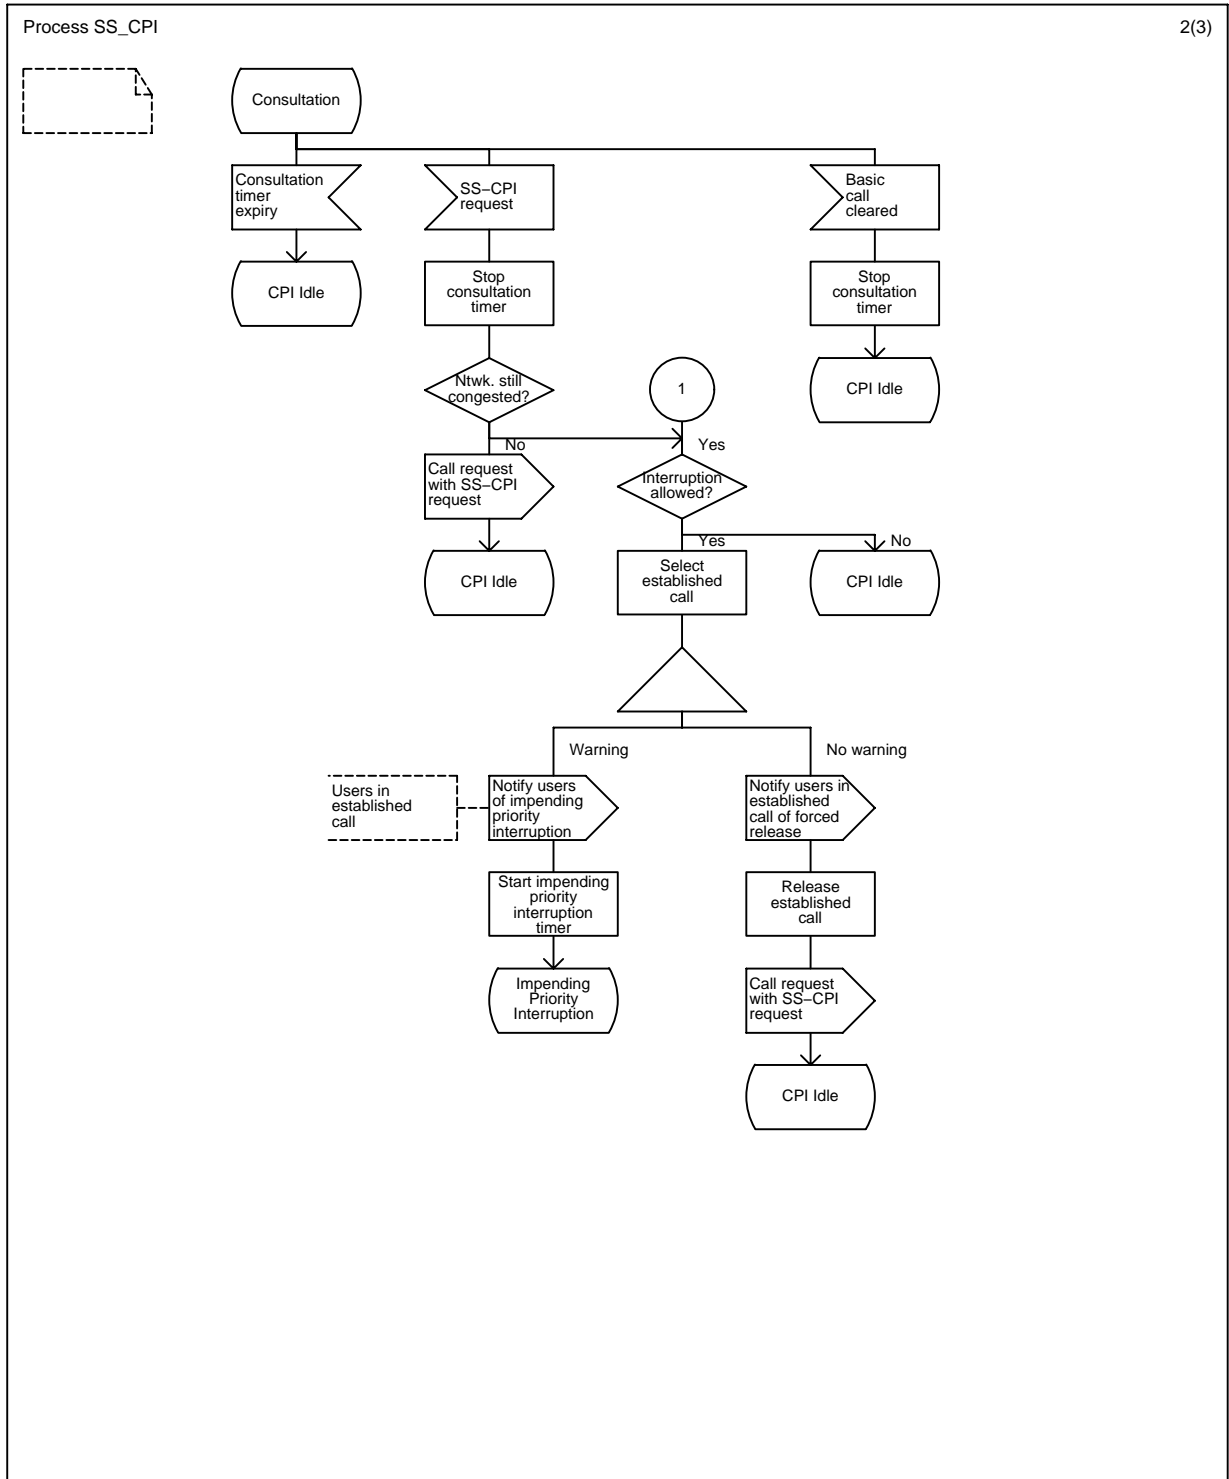 Process SS_CPI
2(3)
Consultation
Consultation
timer
expiry
SS−CPI
request
Basic
call
cleared
CPI Idle
Stop
consultation
timer
Stop
consultation
timer
Ntwk. still
congested?
1
CPI Idle
No
Yes
Call request
with SS−CPI
request
Interruption
allowed?
Yes
No
CPI Idle
Select
established
call
CPI Idle
Warning
No warning
Users in
established
call
Notify users
of impending
priority
interruption
Notify users in
established
call of forced
release
Start impending
priority
interruption
timer
Release
established
call
Impending
Priority
Interruption
Call request
with SS−CPI
request
CPI Idle